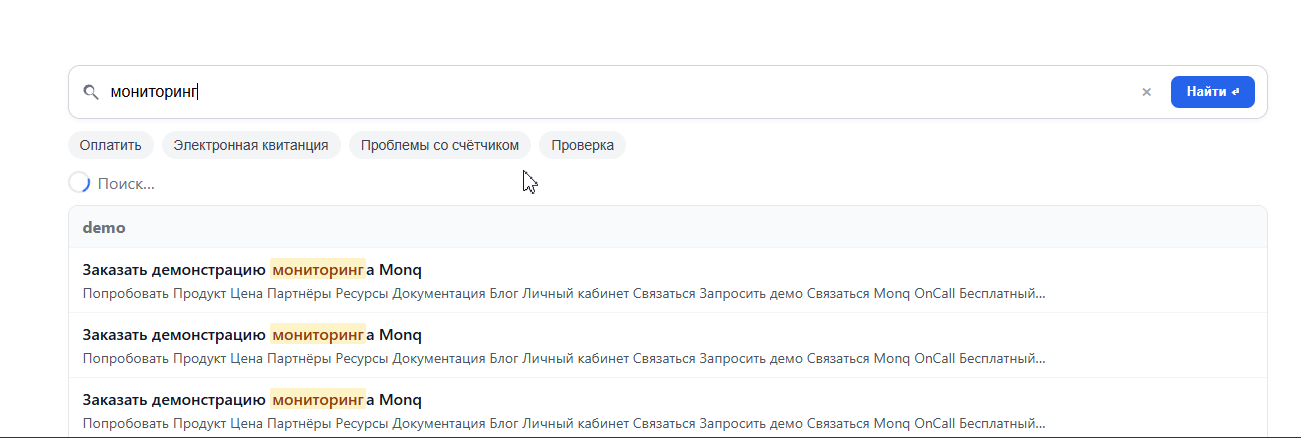 мониторинг × Найти ⏎
Оплатить Электронная квитанция Проблемы со счётчиком Проверка
Поиск...
demo
Заказать демонстрацию мониторинга Monq
Попробовать Продукт Цена Партнёры Ресурсы Документация Блог Личный кабинет Связаться Запросить демо Связаться Monq OnCall Бесплатный...
Заказать демонстрацию мониторинга Monq
Попробовать Продукт Цена Партнёры Ресурсы Документация Блог Личный кабинет Связаться Запросить демо Связаться Monq OnCall Бесплатный...
Заказать демонстрацию мониторинга Monq
Попробовать Продукт Цена Партнёры Ресурсы Документация Блог Личный кабинет Связаться Запросить демо Связаться Monq OnCall Бесплатный...